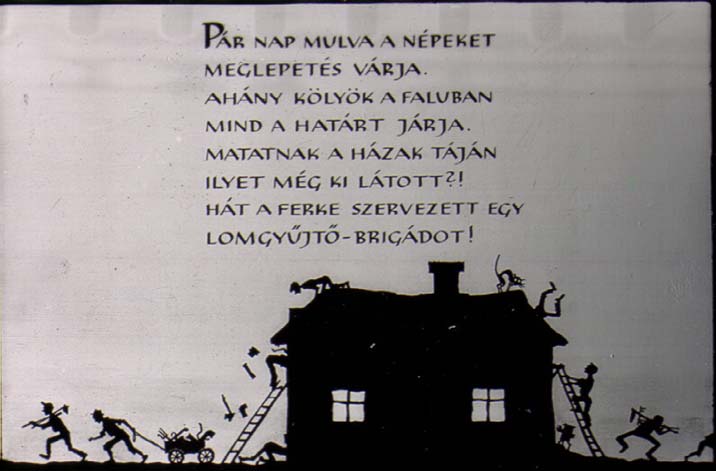 PÁR NAP MULVA A NÉPEKET
MEGLEPETÉS VÁRJA.
AHÁNY KÖLYÖK A FALUBAN
MIND A HATÁRT JÁRJA.
MATATNAK A HÁZAK TÁJÁN
ILYET MÉG KI LÁTOTT?!
HÁT A FERKE SZERVEZETT EGY
LOMGYŰJTŐ-BRIGÁDOT!